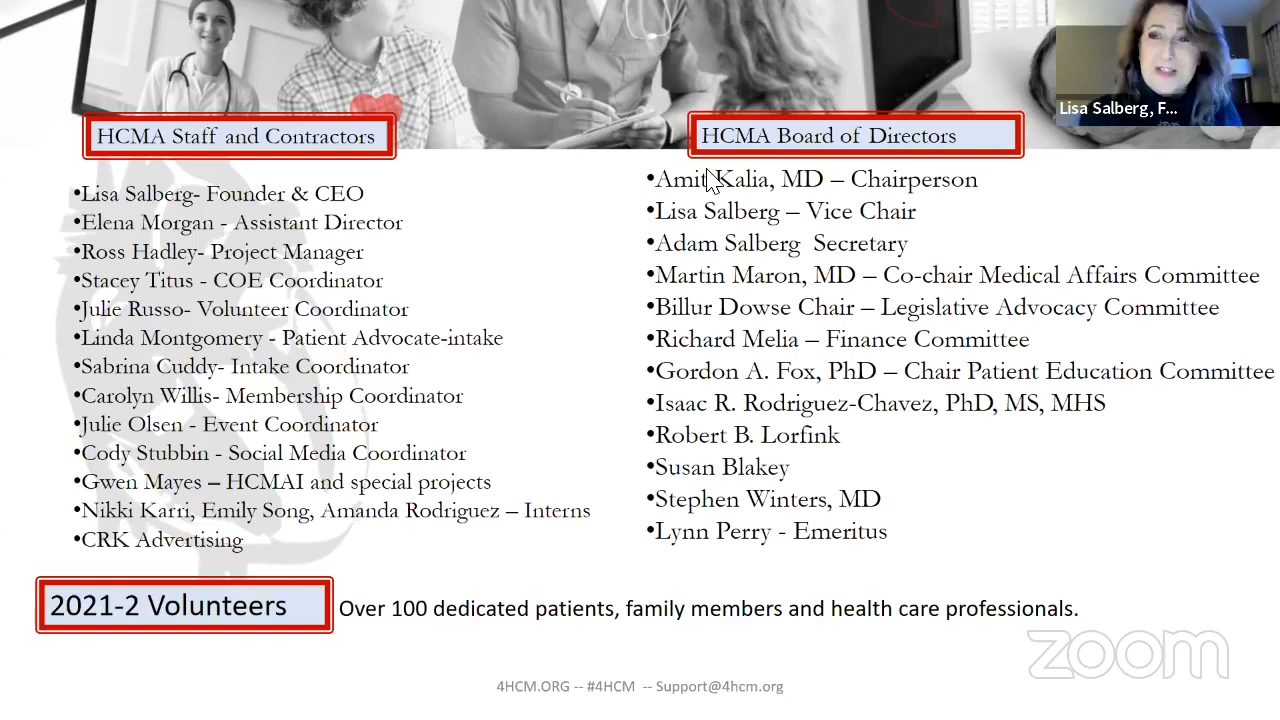 Lisa Salberg, F...
HCMA Staff and Contractors
•Lisa Salberg- Founder & CEO
•Elena Morgan - Assistant Director
•Ross Hadley- Project Manager
•Stacey Titus - COE Coordinator
•Julie Russo- Volunteer Coordinator
•Linda Montgomery - Patient Advocate-intake
•Sabrina Cuddy- Intake Coordinator
•Carolyn Willis- Membership Coordinator
•Julie Olsen - Event Coordinator
•Cody Stubbin - Social Media Coordinator
•Gwen Mayes – HCMAI and special projects
•Nikki Karri, Emily Song, Amanda Rodriguez – Interns
•CRK Advertising
HCMA Board of Directors
•Amit Kalia, MD – Chairperson
•Lisa Salberg – Vice Chair
•Adam Salberg  Secretary
•Martin Maron, MD – Co-chair Medical Affairs Committee
•Billur Dowse Chair – Legislative Advocacy Committee
•Richard Melia – Finance Committee
•Gordon A. Fox, PhD – Chair Patient Education Committee
•Isaac R. Rodriguez-Chavez, PhD, MS, MHS
•Robert B. Lorfink
•Susan Blakey
•Stephen Winters, MD
•Lynn Perry - Emeritus
2021-2 Volunteers
Over 100 dedicated patients, family members and health care professionals.
zoom
4HCM.ORG -- #4HCM  -- Support@4hcm.org